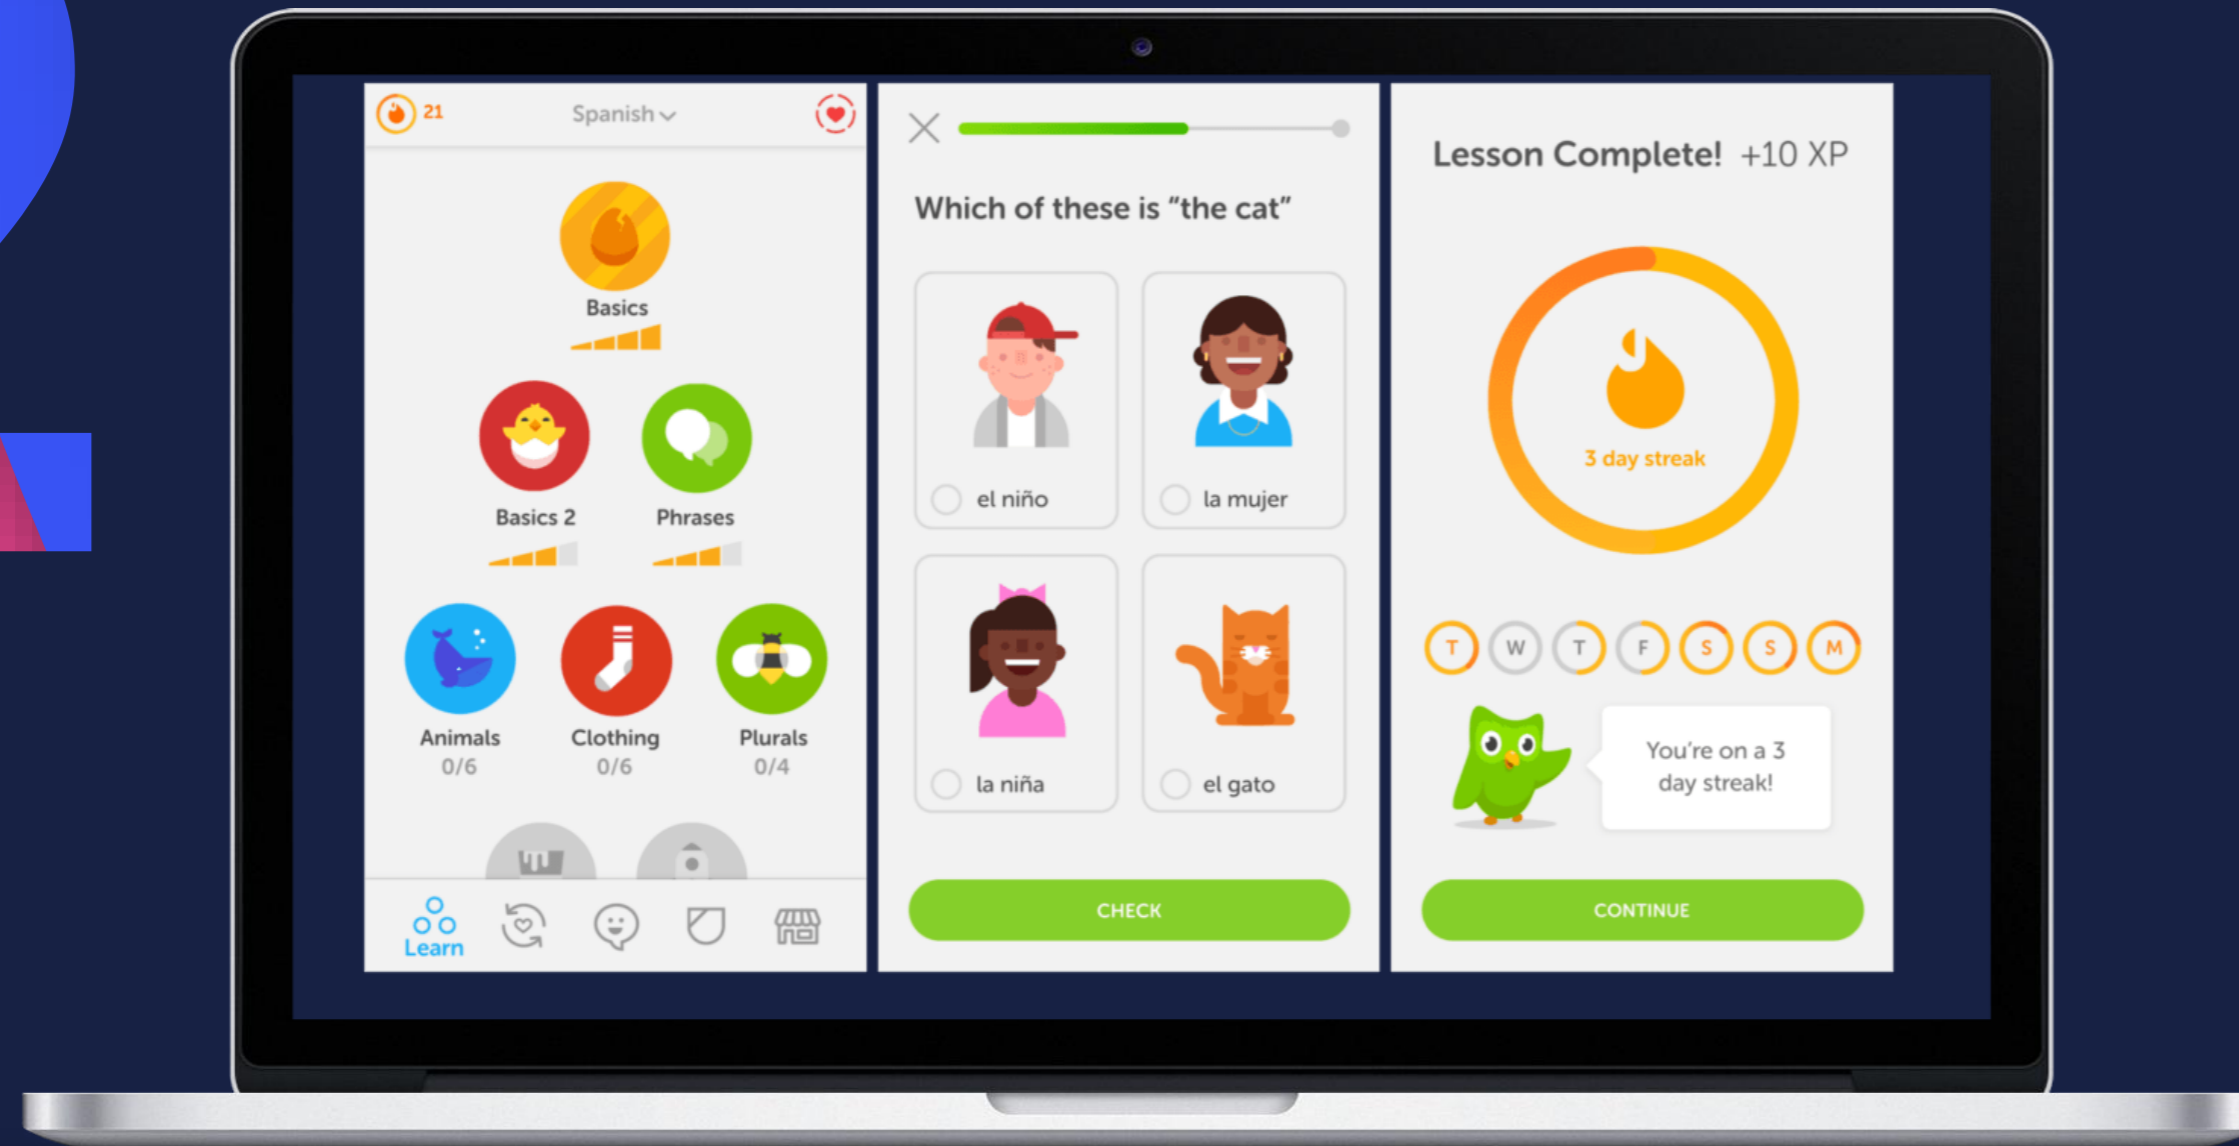 21
Spanish
Basics
Basics 2
Phrases
Animals
Clothing
Plurals
0/6
0/6
0/4
Learn
Which of these is “the cat”
el niño
la mujer
la niña
el gato
CHECK
Lesson Complete! +10 XP
3 day streak
T W T F S S M
You’re on a 3
day streak!
CONTINUE